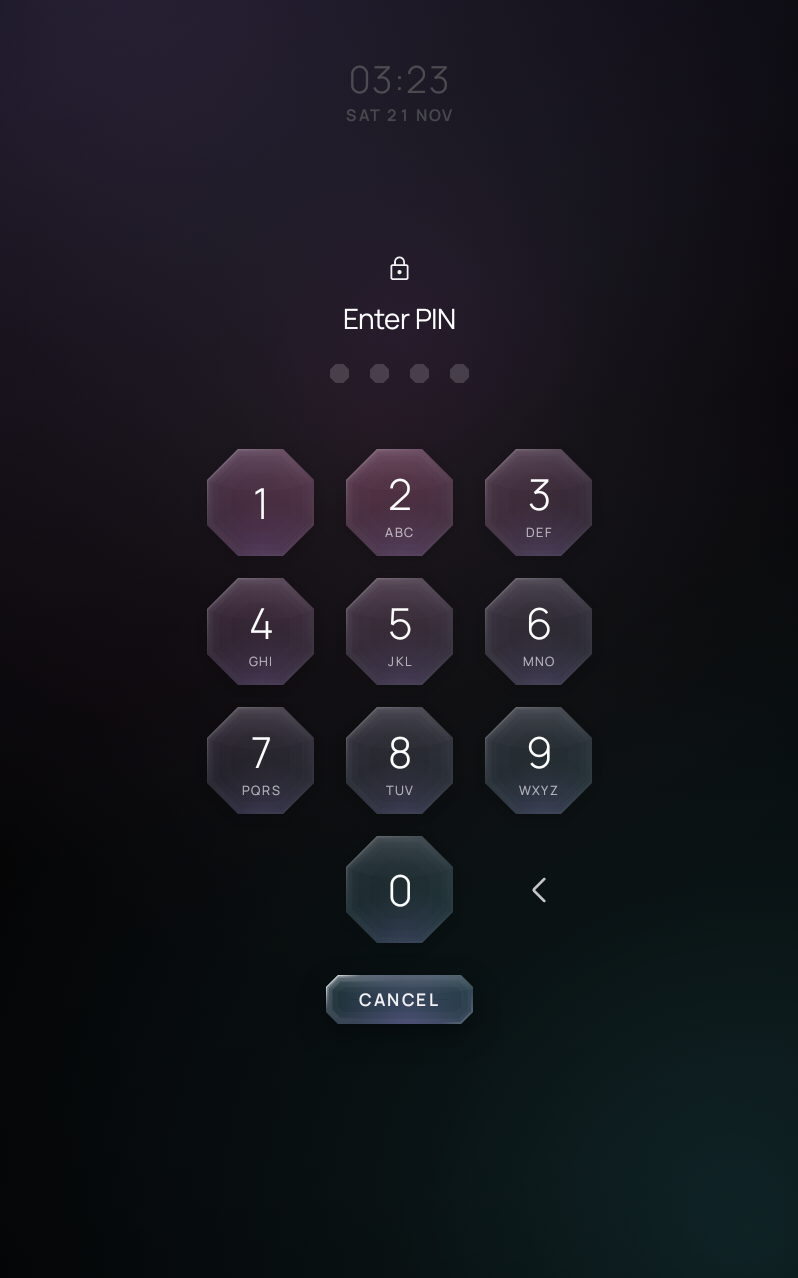 03:23
SAT 21 NOV
Enter PIN
1 2 3
ABC DEF
4 5 6
GHI JKL MNO
7 8 9
PQRS TUV WXYZ
0
CANCEL